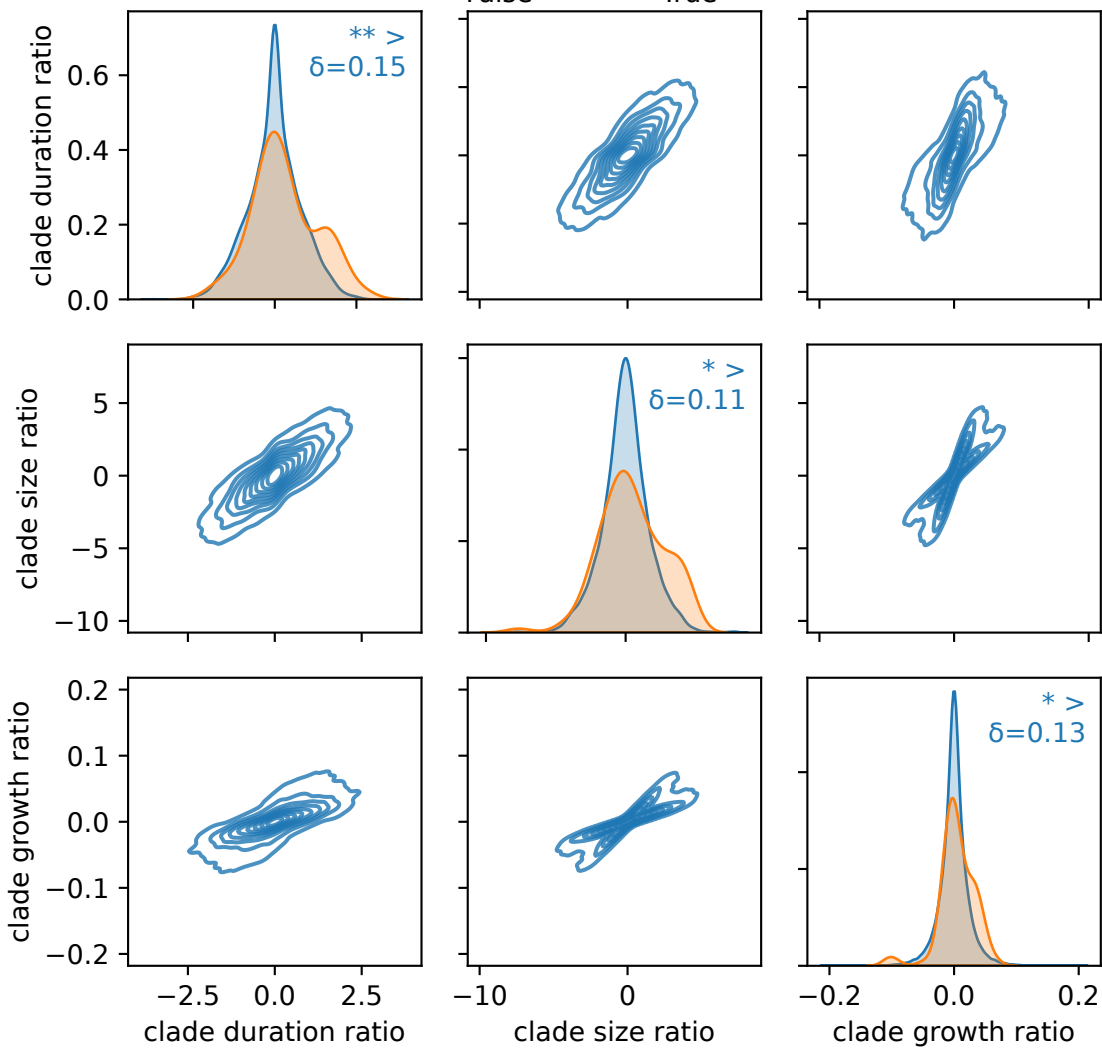 clade duration ratio
0.6
0.4
0.2
0.0
** >
δ=0.15
clade size ratio
5
0
−5
−10
* >
δ=0.11
clade growth ratio
0.2
0.1
0.0
−0.1
−0.2
* >
δ=0.13
−2.5 0.0 2.5
−10 0
−0.2 0.0 0.2
clade duration ratio
clade size ratio
clade growth ratio